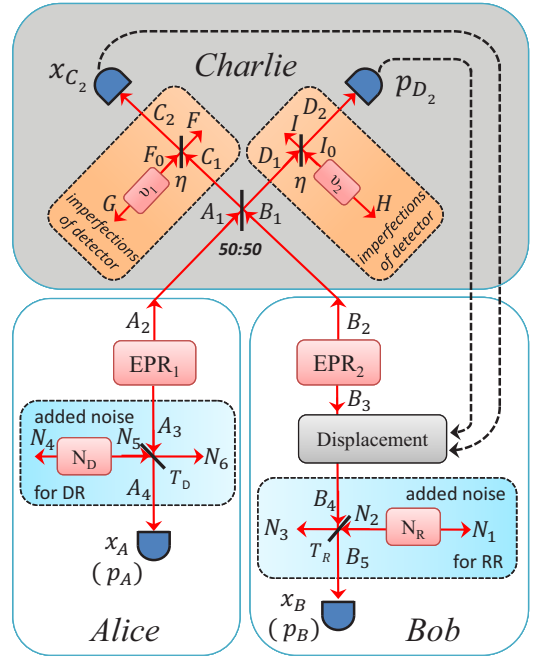 Charlie
x_{C_2}
p_{D_2}
C_2
F
I
D_2
F_0
C_1
D_1
I_0
G
υ_1
η
η
υ_2
H
A_1
B_1
imperfections
of detector
imperfections
of detector
50:50
A_2
B_2
EPR_1
EPR_2
B_3
added noise
A_3
Displacement
N_4
N_D
N_5
N_6
for DR
A_4
T_D
B_4
added noise
N_3
N_2
N_R
N_1
T_R
B_5
for RR
x_A
(p_A)
x_B
(p_B)
Alice
Bob